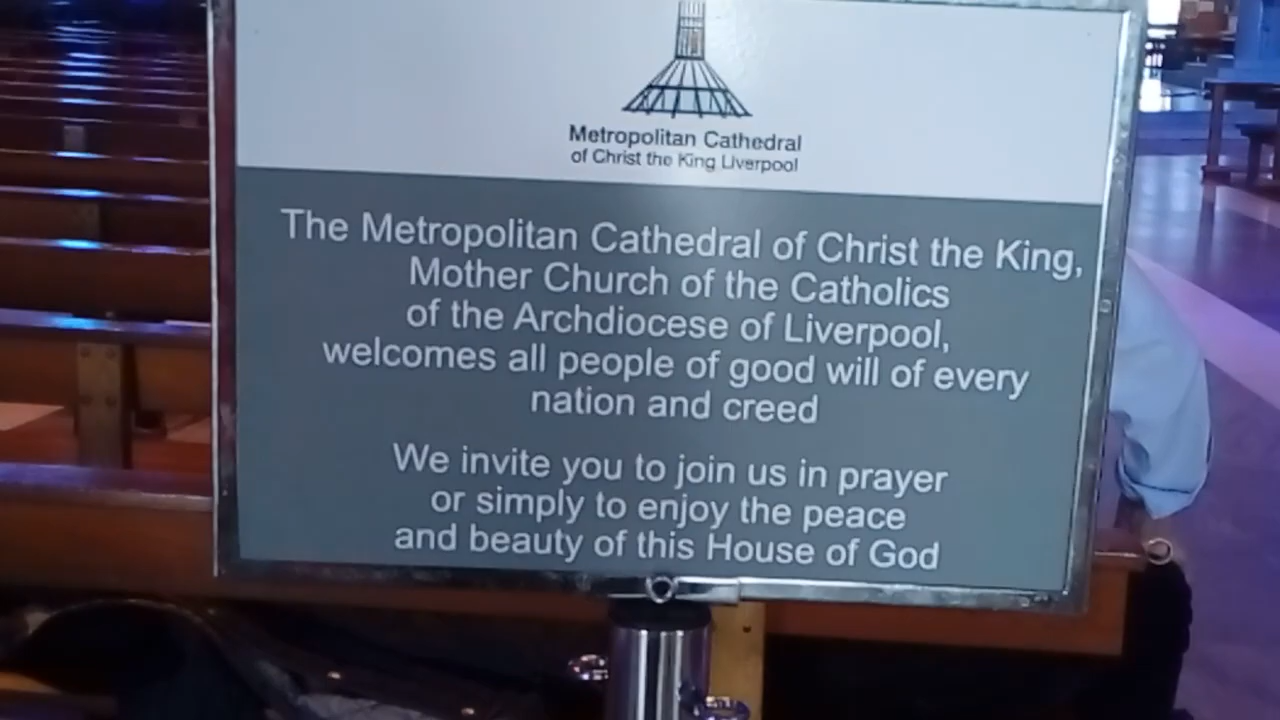 Metropolitan Cathedral
of Christ the King Liverpool
The Metropolitan Cathedral of Christ the King,
Mother Church of the Catholics
of the Archdiocese of Liverpool,
welcomes all people of good will of every
nation and creed
We invite you to join us in prayer
or simply to enjoy the peace
and beauty of this House of God